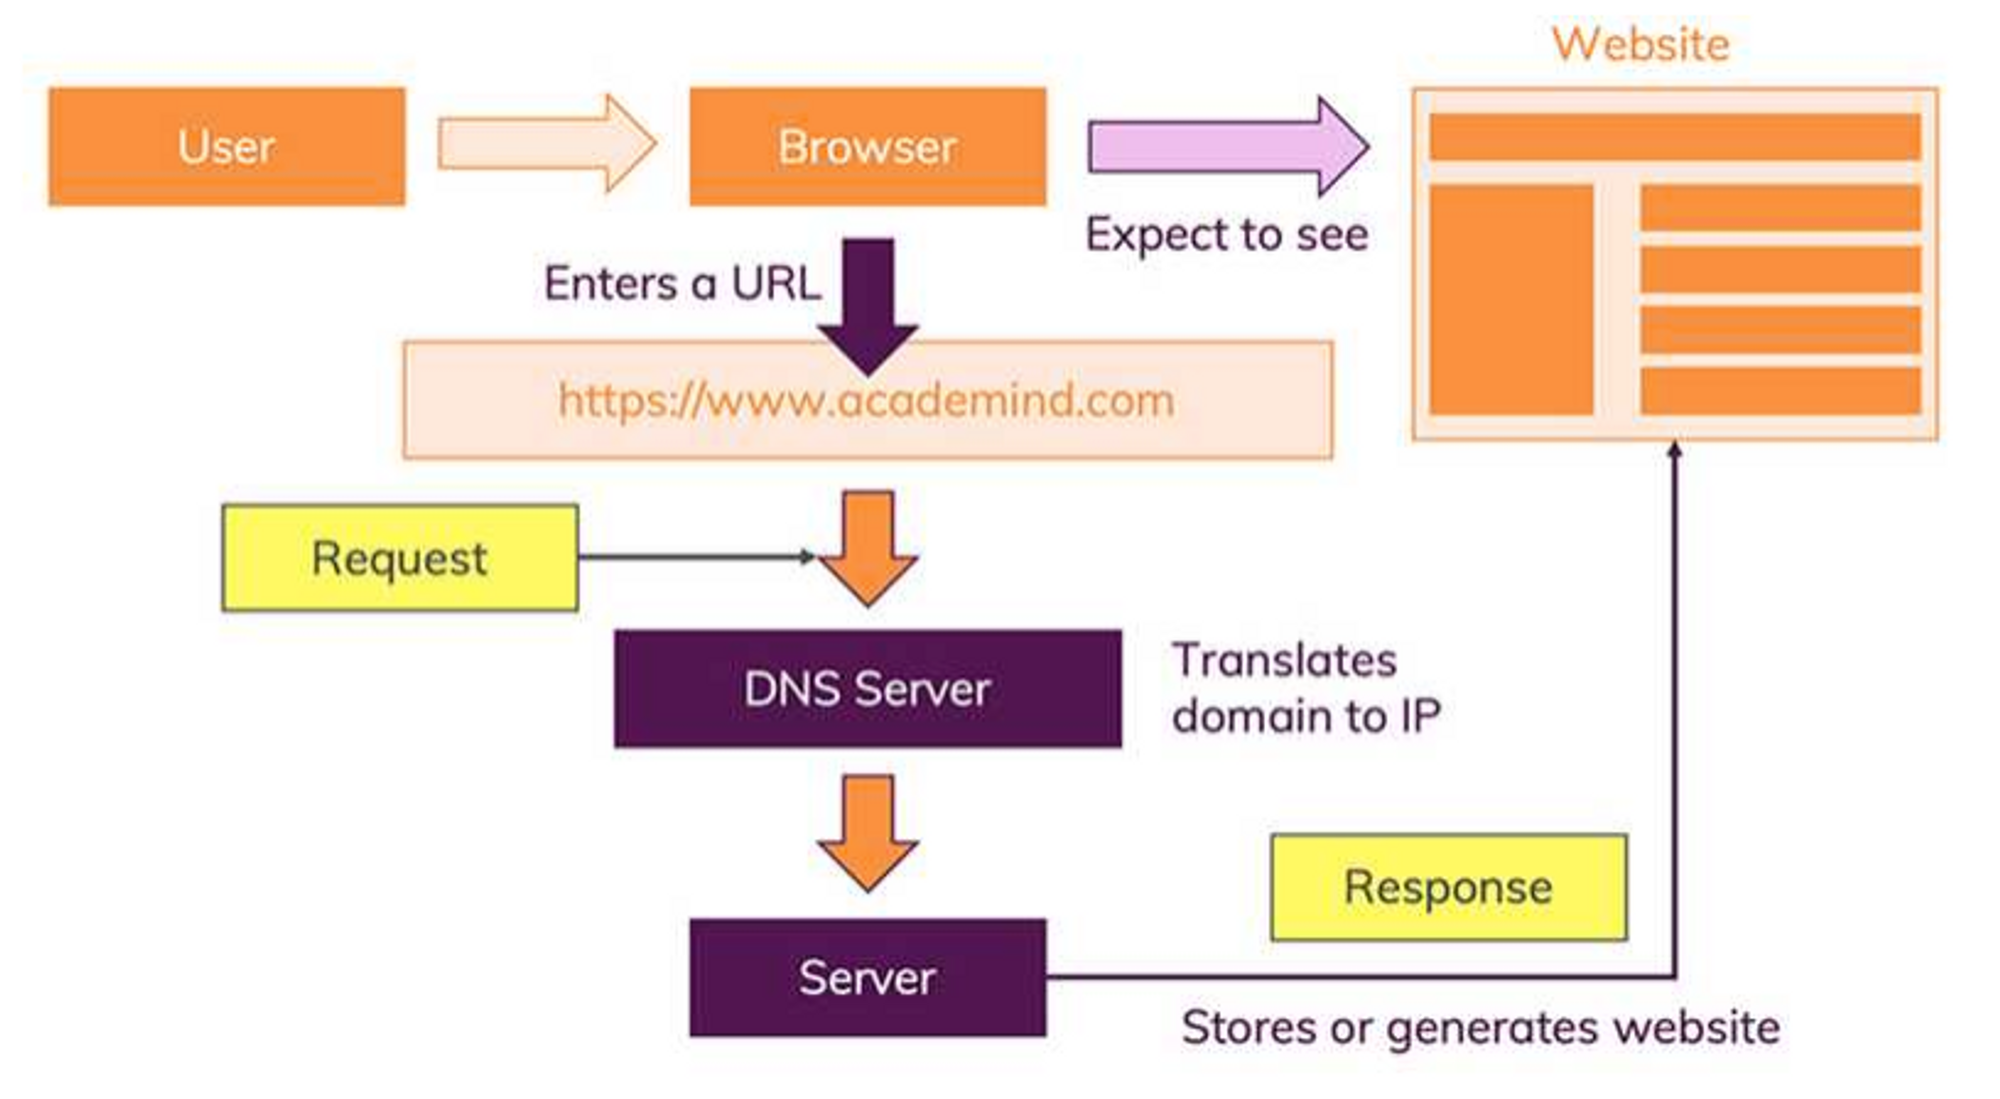 Website
User
Browser
Expect to see
Enters a URL
https://www.academind.com
Request
DNS Server
Translates
domain to IP
Response
Server
Stores or generates website